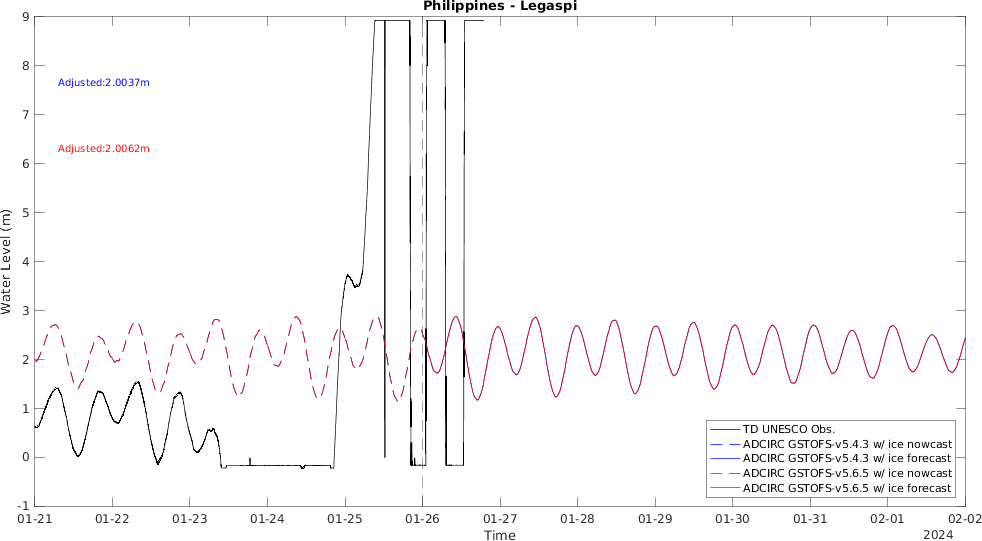 Philippines - Legaspi
9
8
7
6
5
4
3
2
1
0
-1
Water Level (m)
Adjusted:2.0037m
Adjusted:2.0062m
TD UNESCO Obs.
ADCIRC GSTOFS-v5.4.3 w/ ice nowcast
ADCIRC GSTOFS-v5.4.3 w/ ice forecast
ADCIRC GSTOFS-v5.6.5 w/ ice nowcast
ADCIRC GSTOFS-v5.6.5 w/ ice forecast
01-21 01-22 01-23 01-24 01-25 01-26 01-27 01-28 01-29 01-30 01-31 02-01 02-02
Time
2024